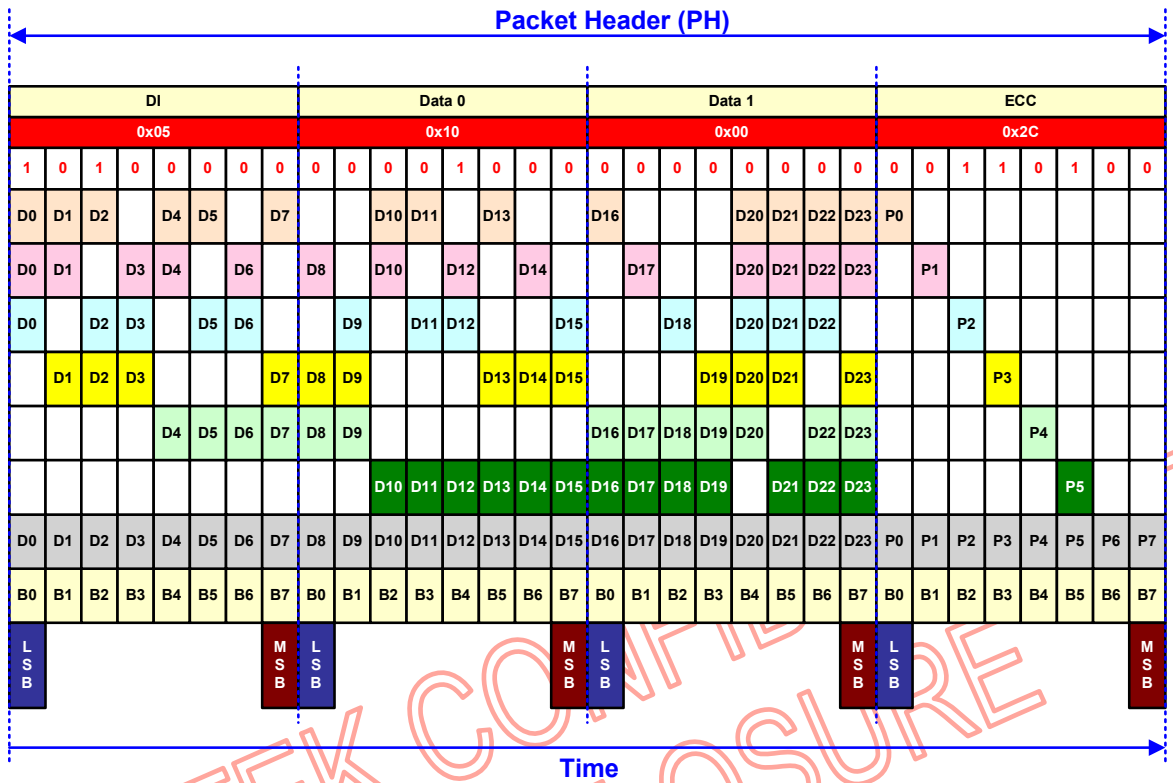 Packet Header (PH)
DI Data 0 Data 1 ECC
0x05 0x10 0x00 0x2C
1 0 1 0 0 0 0 0 0 0 0 0 1 0 0 0 0 0 0 0 0 0 0 0 0 0 1 1 0 1 0 0
D0 D1 D2 D4 D5 D7 D10 D11 D13 D16 D20 D21 D22 D23 P0
D0 D1 D3 D4 D6 D8 D10 D12 D14 D17 D20 D21 D22 D23 P1
D0 D2 D3 D5 D6 D9 D11 D12 D15 D18 D20 D21 D22 P2
D1 D2 D3 D7 D8 D9 D13 D14 D15 D19 D20 D21 D23 P3
D4 D5 D6 D7 D8 D9 D16 D17 D18 D19 D20 D22 D23 P4
D10 D11 D12 D13 D14 D15 D16 D17 D18 D19 D21 D22 D23 P5
D0 D1 D2 D3 D4 D5 D6 D7 D8 D9 D10 D11 D12 D13 D14 D15 D16 D17 D18 D19 D20 D21 D22 D23 P0 P1 P2 P3 P4 P5 P6 P7
B0 B1 B2 B3 B4 B5 B6 B7 B0 B1 B2 B3 B4 B5 B6 B7 B0 B1 B2 B3 B4 B5 B6 B7 B0 B1 B2 B3 B4 B5 B6 B7
LSB MSB LSB MSB LSB MSB LSB MSB
Time